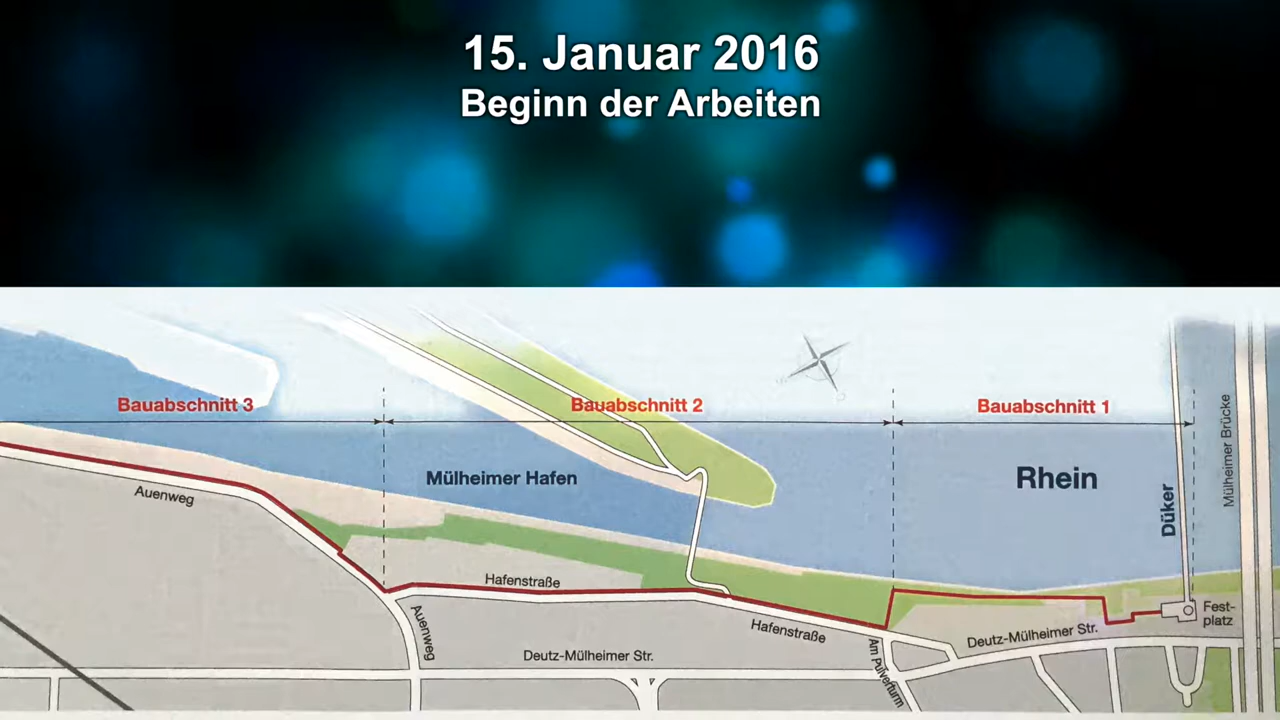 15. Januar 2016
Beginn der Arbeiten
Bauabschnitt 3
Bauabschnitt 2
Bauabschnitt 1
Mülheimer Hafen
Rhein
Düker
Mülheimer Brücke
Auenweg
Hafenstraße
Auenweg
Hafenstraße
Deutz-Mülheimer Str.
Am Pulverturm
Deutz-Mülheimer Str.
Fest-
platz